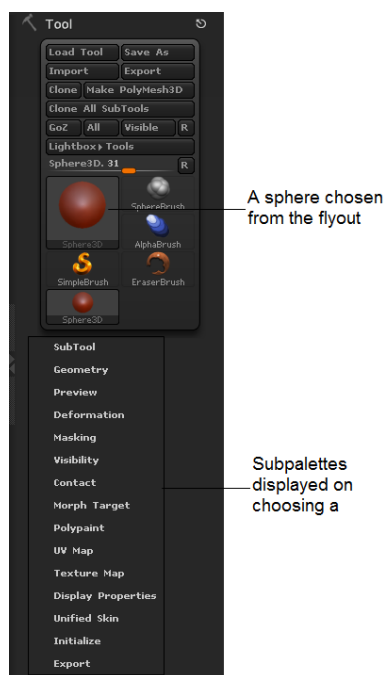 Tool
Load Tool Save As
Import Export
Clone Make PolyMesh3D
Clone All SubTools
GoZ All Visible R
Lightbox▸Tools
Sphere3D. 31 R
SphereBrush
Sphere3D AlphaBrush
SimpleBrush EraserBrush
Sphere3D
A sphere chosen
from the flyout
SubTool
Geometry
Preview
Deformation
Masking
Visibility
Contact
Morph Target
Polypaint
UV Map
Texture Map
Display Properties
Unified Skin
Initialize
Export
Subpalettes
displayed on
choosing a